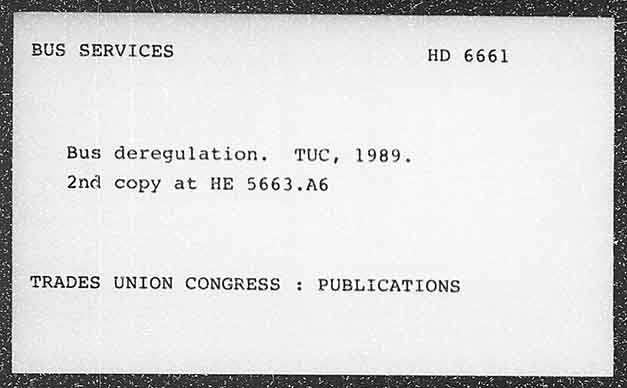 BUS SERVICES HD 6661
Bus deregulation. TUC, 1989.
2nd copy at HE 5663.A6
TRADES UNION CONGRESS : PUBLICATIONS